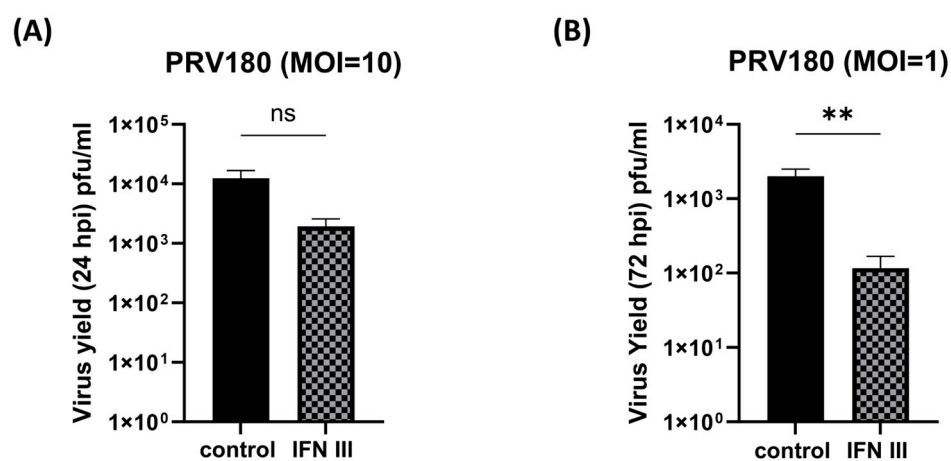 (A)
PRV180 (MOI=10)
ns
Virus yield (24 hpi) pfu/ml
1×10⁵
1×10⁴
1×10³
1×10²
1×10¹
1×10⁰
control IFN III
(B)
PRV180 (MOI=1)
**
Virus Yield (72 hpi) pfu/ml
1×10⁴
1×10³
1×10²
1×10¹
1×10⁰
control IFN III